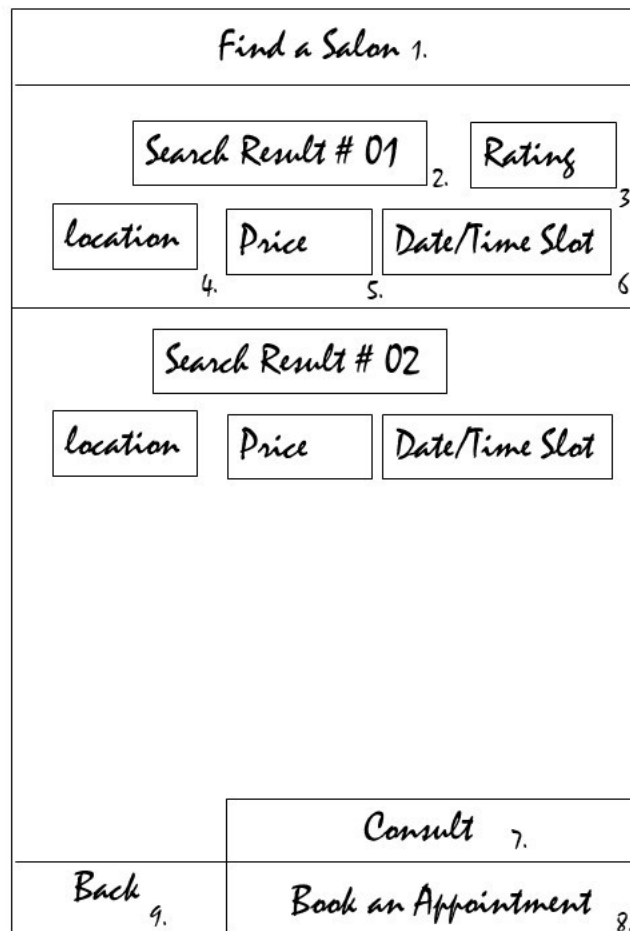 Find a Salon 1.
Search Result # 01 2. Rating 3
location 4. Price 5. Date/Time Slot 6
Search Result # 02
location Price Date/Time Slot
Consult 7.
Back 9. Book an Appointment 8.